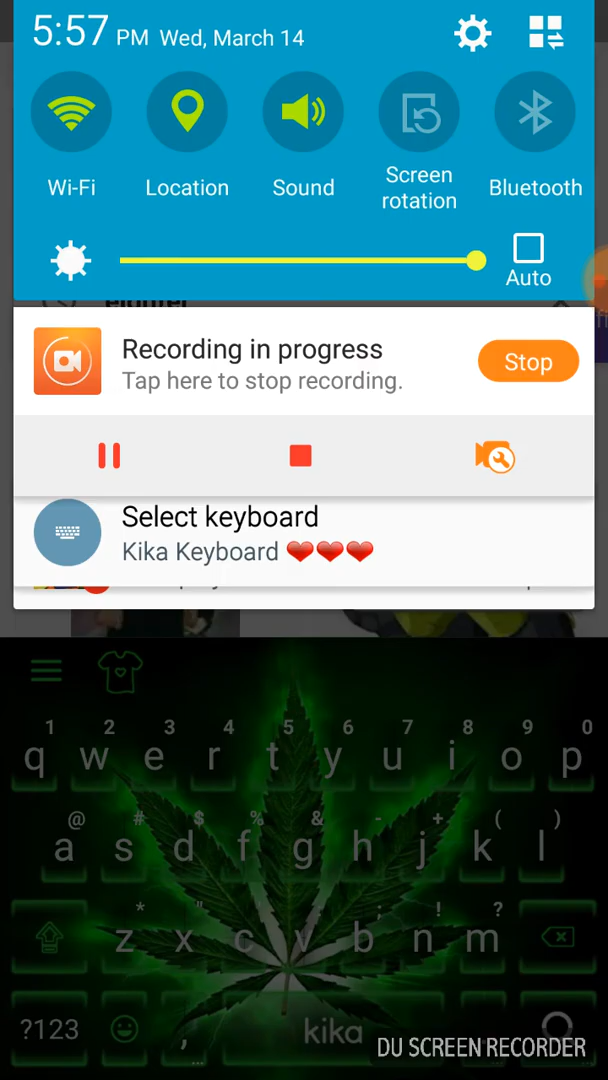 5:57 PM Wed, March 14
Wi-Fi
Location
Sound
Screen rotation
Bluetooth
Auto
Recording in progress
Stop
Tap here to stop recording.
Select keyboard
Kika Keyboard ❤️❤️❤️
1 2 3 4 5 6 7 8 9 0
q w e r t y u i o p
@ # $ % & - + ( )
a s d f g h j k l
* " ; ! ?
z x c v b n m
?123 , kika
DU SCREEN RECORDER